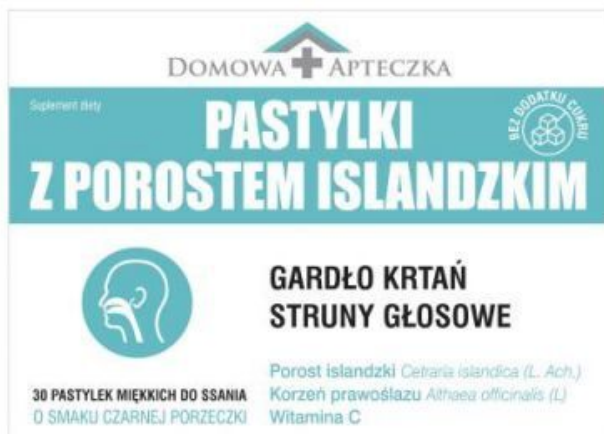 DOMOWA APTECZKA
Suplement diety
BEZ DODATKU CUKRU
PASTYLKI
Z POROSTEM ISLANDZKIM
GARDŁO KRTAŃ
STRUNY GŁOSOWE
Porost islandzki Cetraria islandica (L. Ach.)
Korzeń prawoślazu Althaea officinalis (L)
Witamina C
30 PASTYLEK MIĘKKICH DO SSANIA
O SMAKU CZARNEJ PORZECZKI